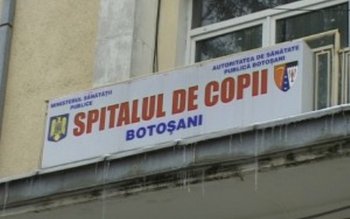 MINISTERUL SĂNĂTĂȚII
PUBLICE
AUTORITATEA DE SĂNĂTATE
PUBLICĂ BOTOȘANI
SPITALUL DE COPII
BOTOȘANI